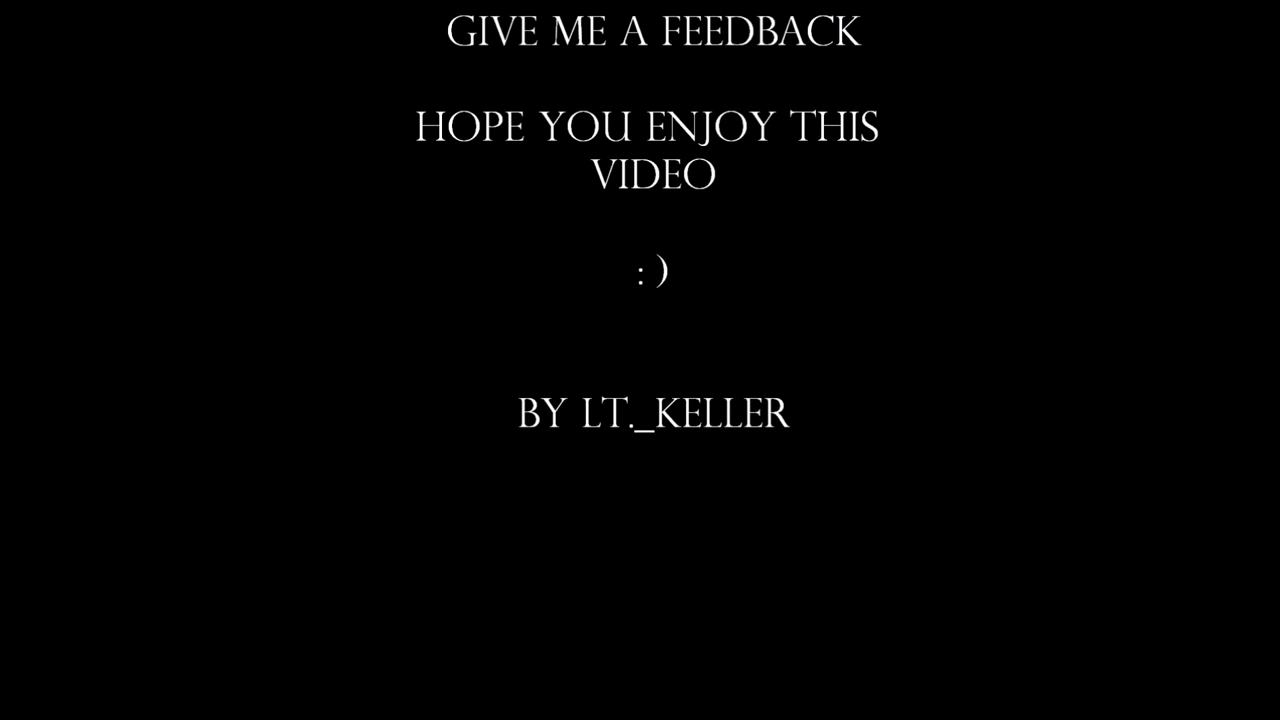 GIVE ME A FEEDBACK
HOPE YOU ENJOY THIS
VIDEO
: )
BY LT._KELLER